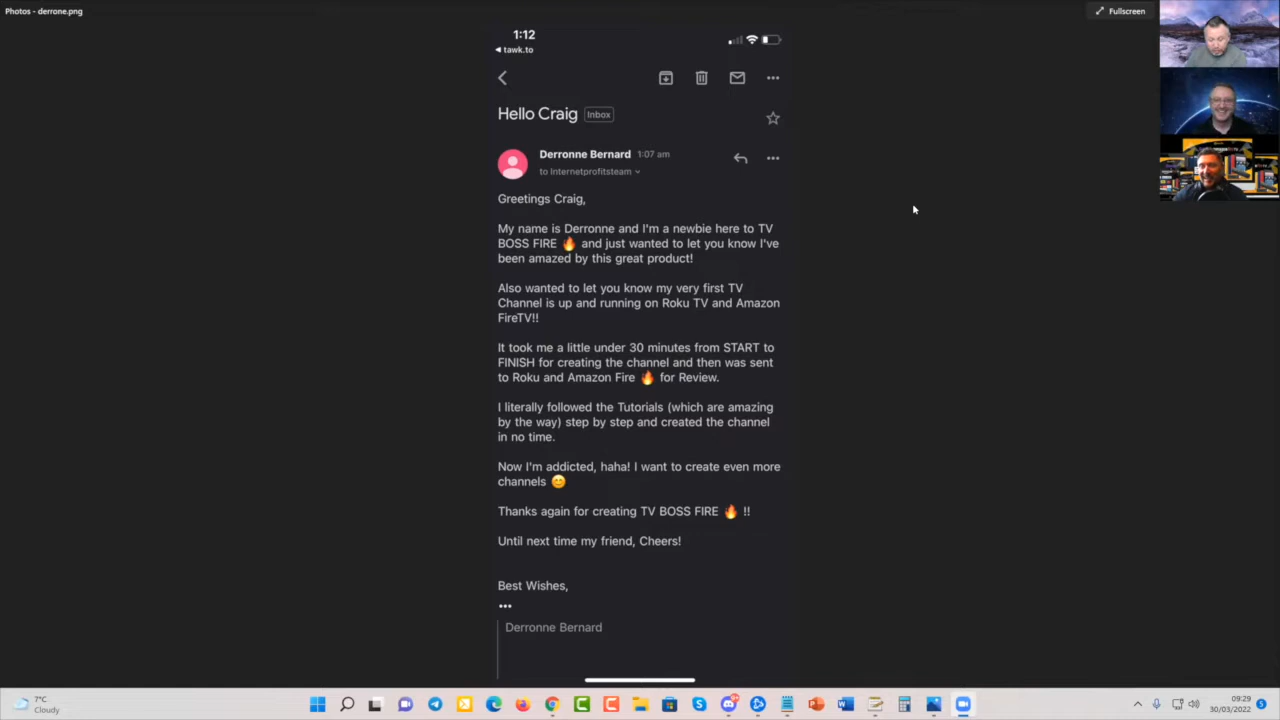 Photos - derrone.png
Fullscreen
1:12
tawk.to
Hello Craig Inbox
Derronne Bernard 1:07 am
to Internetprofitsteam
Greetings Craig,
My name is Derronne and I'm a newbie here to TV
BOSS FIRE 🔥 and just wanted to let you know I've
been amazed by this great product!
Also wanted to let you know my very first TV
Channel is up and running on Roku TV and Amazon
FireTV!!
It took me a little under 30 minutes from START to
FINISH for creating the channel and then was sent
to Roku and Amazon Fire 🔥 for Review.
I literally followed the Tutorials (which are amazing
by the way) step by step and created the channel
in no time.
Now I'm addicted, haha! I want to create even more
channels 😊
Thanks again for creating TV BOSS FIRE 🔥 !!
Until next time my friend, Cheers!
Best Wishes,
•••
Derronne Bernard
7°C
Cloudy
09:29
30/03/2022